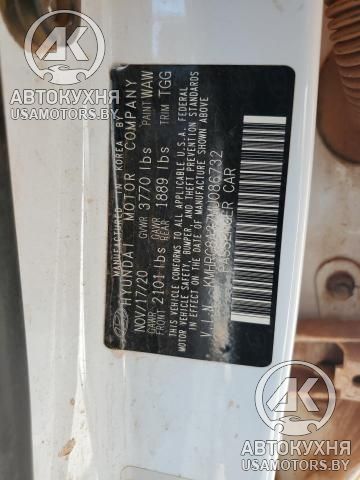 АВТОКУХНЯ
USAMOTORS.BY
MANUFACTURED IN KOREA BY
HYUNDAI MOTOR COMPANY
NOV/17/20 GVWR 3770 lbs PAINT WAW
GAWR 2101 lbs GAWR REAR 1889 lbs TRIM TGG
THIS VEHICLE CONFORMS TO ALL APPLICABLE U.S. FEDERAL
MOTOR VEHICLE SAFETY, BUMPER, AND THEFT PREVENTION STANDARDS
IN EFFECT ON THE DATE OF MANUFACTURE SHOWN ABOVE
PASSENGER CAR
АВТОКУХНЯ
USAMOTORS.BY